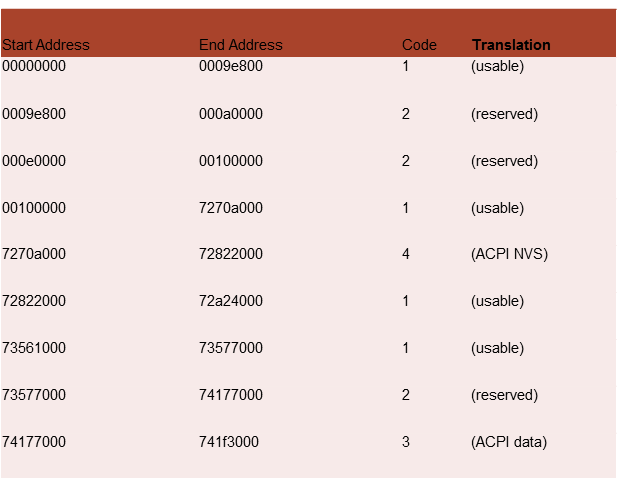 Start Address End Address Code Translation
00000000 0009e800 1 (usable)
0009e800 000a0000 2 (reserved)
000e0000 00100000 2 (reserved)
00100000 7270a000 1 (usable)
7270a000 72822000 4 (ACPI NVS)
72822000 72a24000 1 (usable)
73561000 73577000 1 (usable)
73577000 74177000 2 (reserved)
74177000 741f3000 3 (ACPI data)